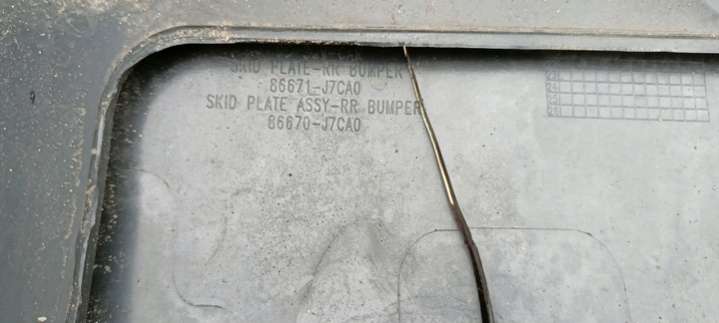 SKID PLATE-RR BUMPER
86671-J7CA0
SKID PLATE ASSY-RR BUMPER
86670-J7CA0